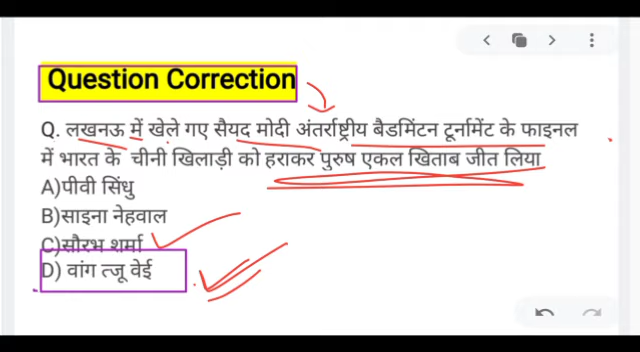 Question Correction
Q. लखनऊ में खेले गए सैयद मोदी अंतर्राष्ट्रीय बैडमिंटन टूर्नामेंट के फाइनल
में भारत के चीनी खिलाड़ी को हराकर पुरुष एकल खिताब जीत लिया
A)पीवी सिंधु
B)साइना नेहवाल
C)सौरभ शर्मा
D) वांग त्जू वेई